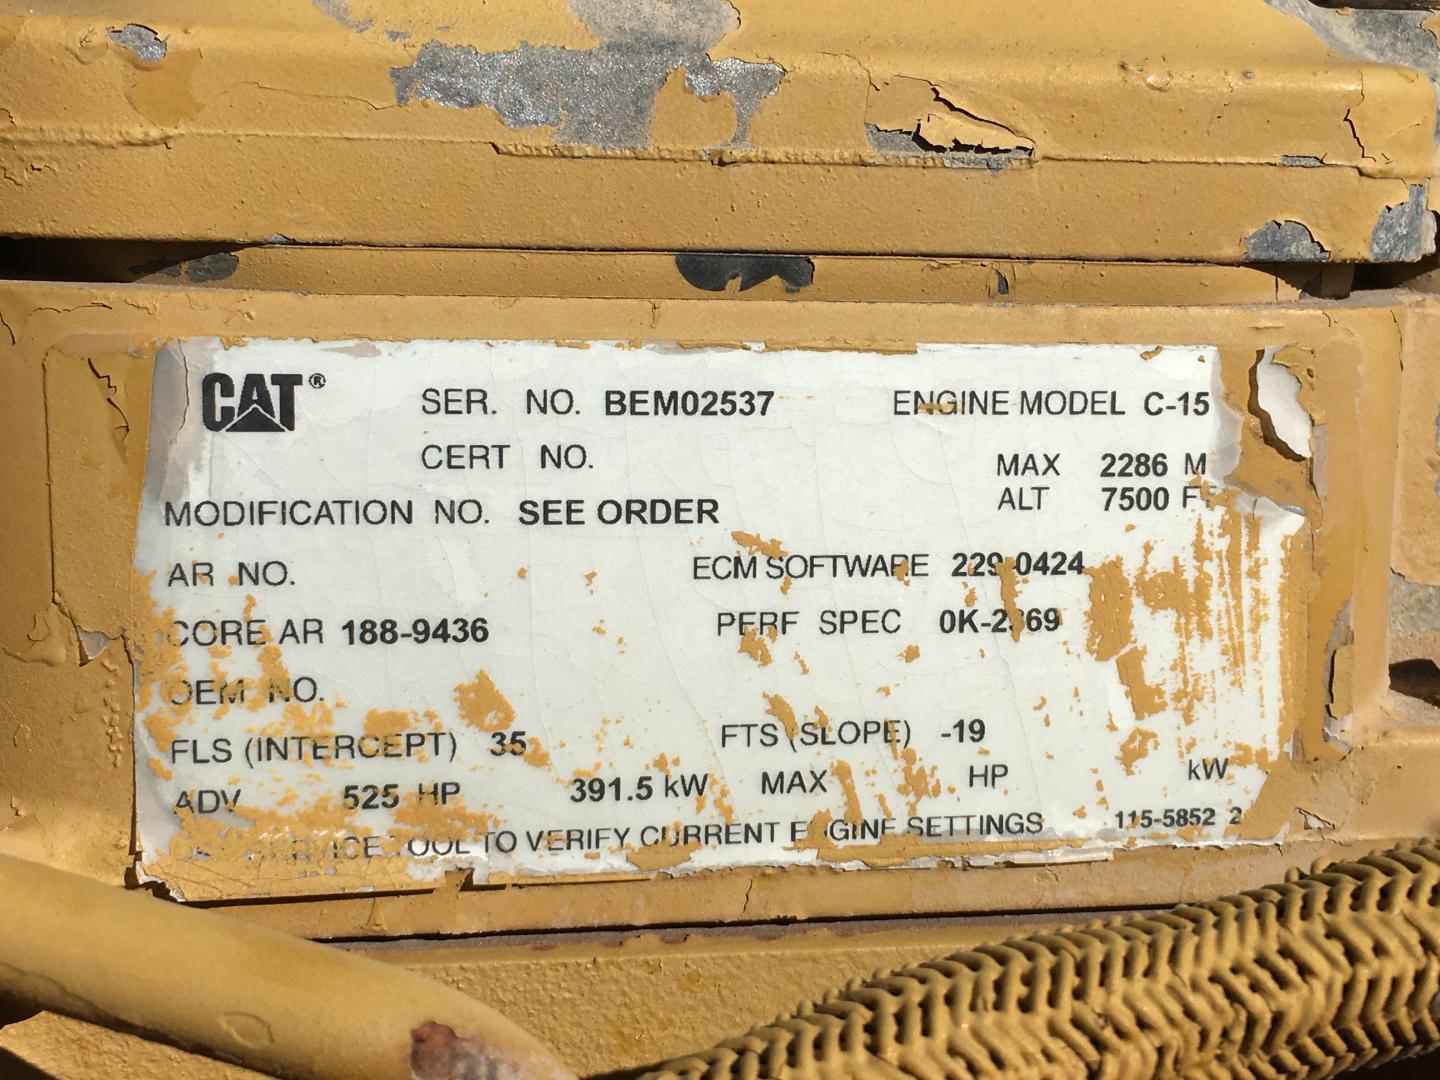 CAT® SER. NO. BEM02537 ENGINE MODEL C-15
CERT NO. MAX 2286 M
ALT 7500
MODIFICATION NO. SEE ORDER
AR NO. ECM SOFTWARE
CORE AR 188-9436 PERF SPEC
OEM NO.
FLS (INTERCEPT) 35 FTS (SLOPE) -19
ADV 525 HP 391.5 kW MAX HP kW
TO VERIFY CURRENT ENGINE SETTINGS 115-5852 2